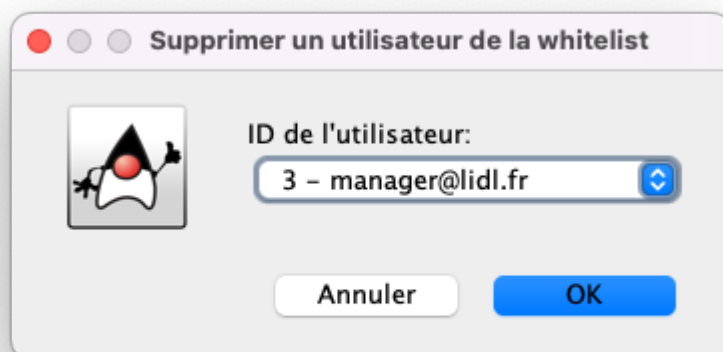 Supprimer un utilisateur de la whitelist
ID de l'utilisateur:
3 – manager@lidl.fr
Annuler
OK